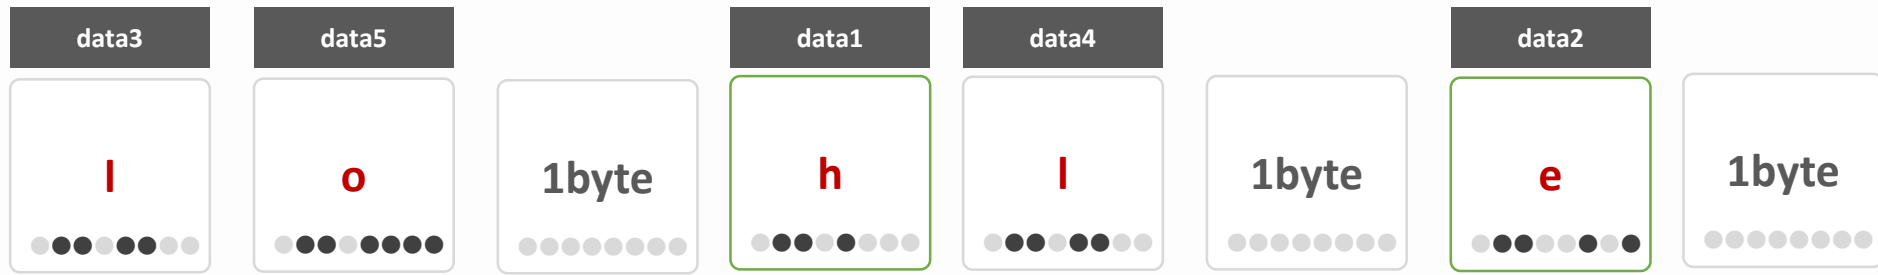 data3 data5 data1 data4 data2
l o 1byte h l 1byte e 1byte